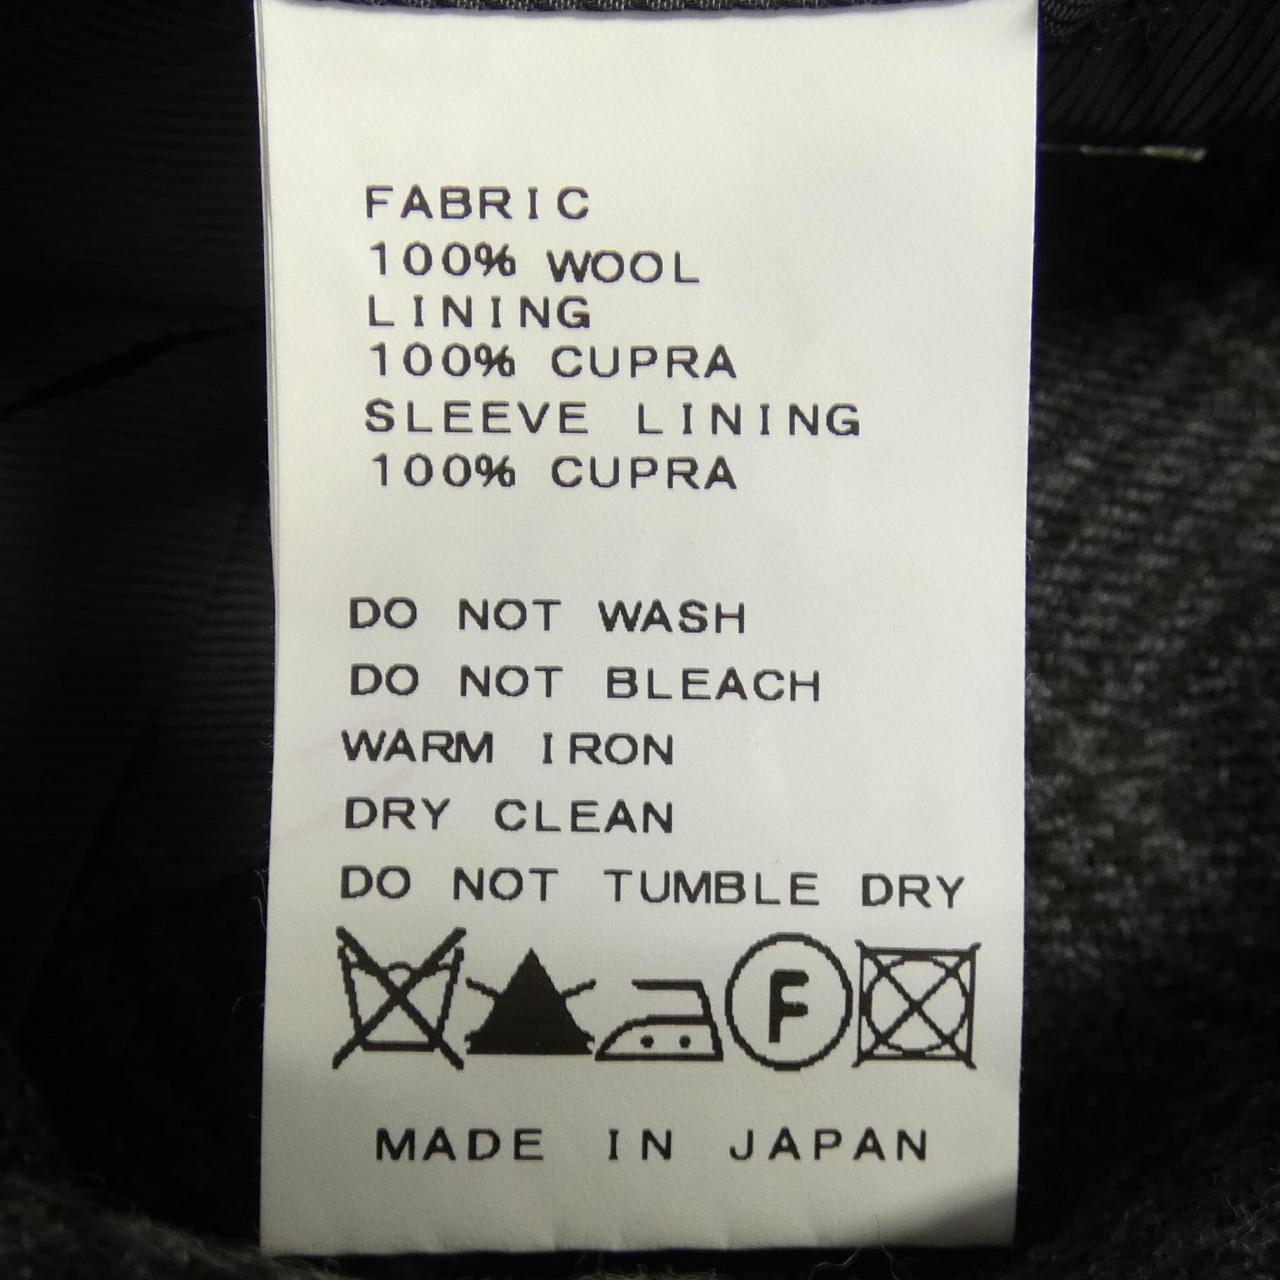 FABRIC
100% WOOL
LINING
100% CUPRA
SLEEVE LINING
100% CUPRA
DO NOT WASH
DO NOT BLEACH
WARM IRON
DRY CLEAN
DO NOT TUMBLE DRY
F
MADE IN JAPAN